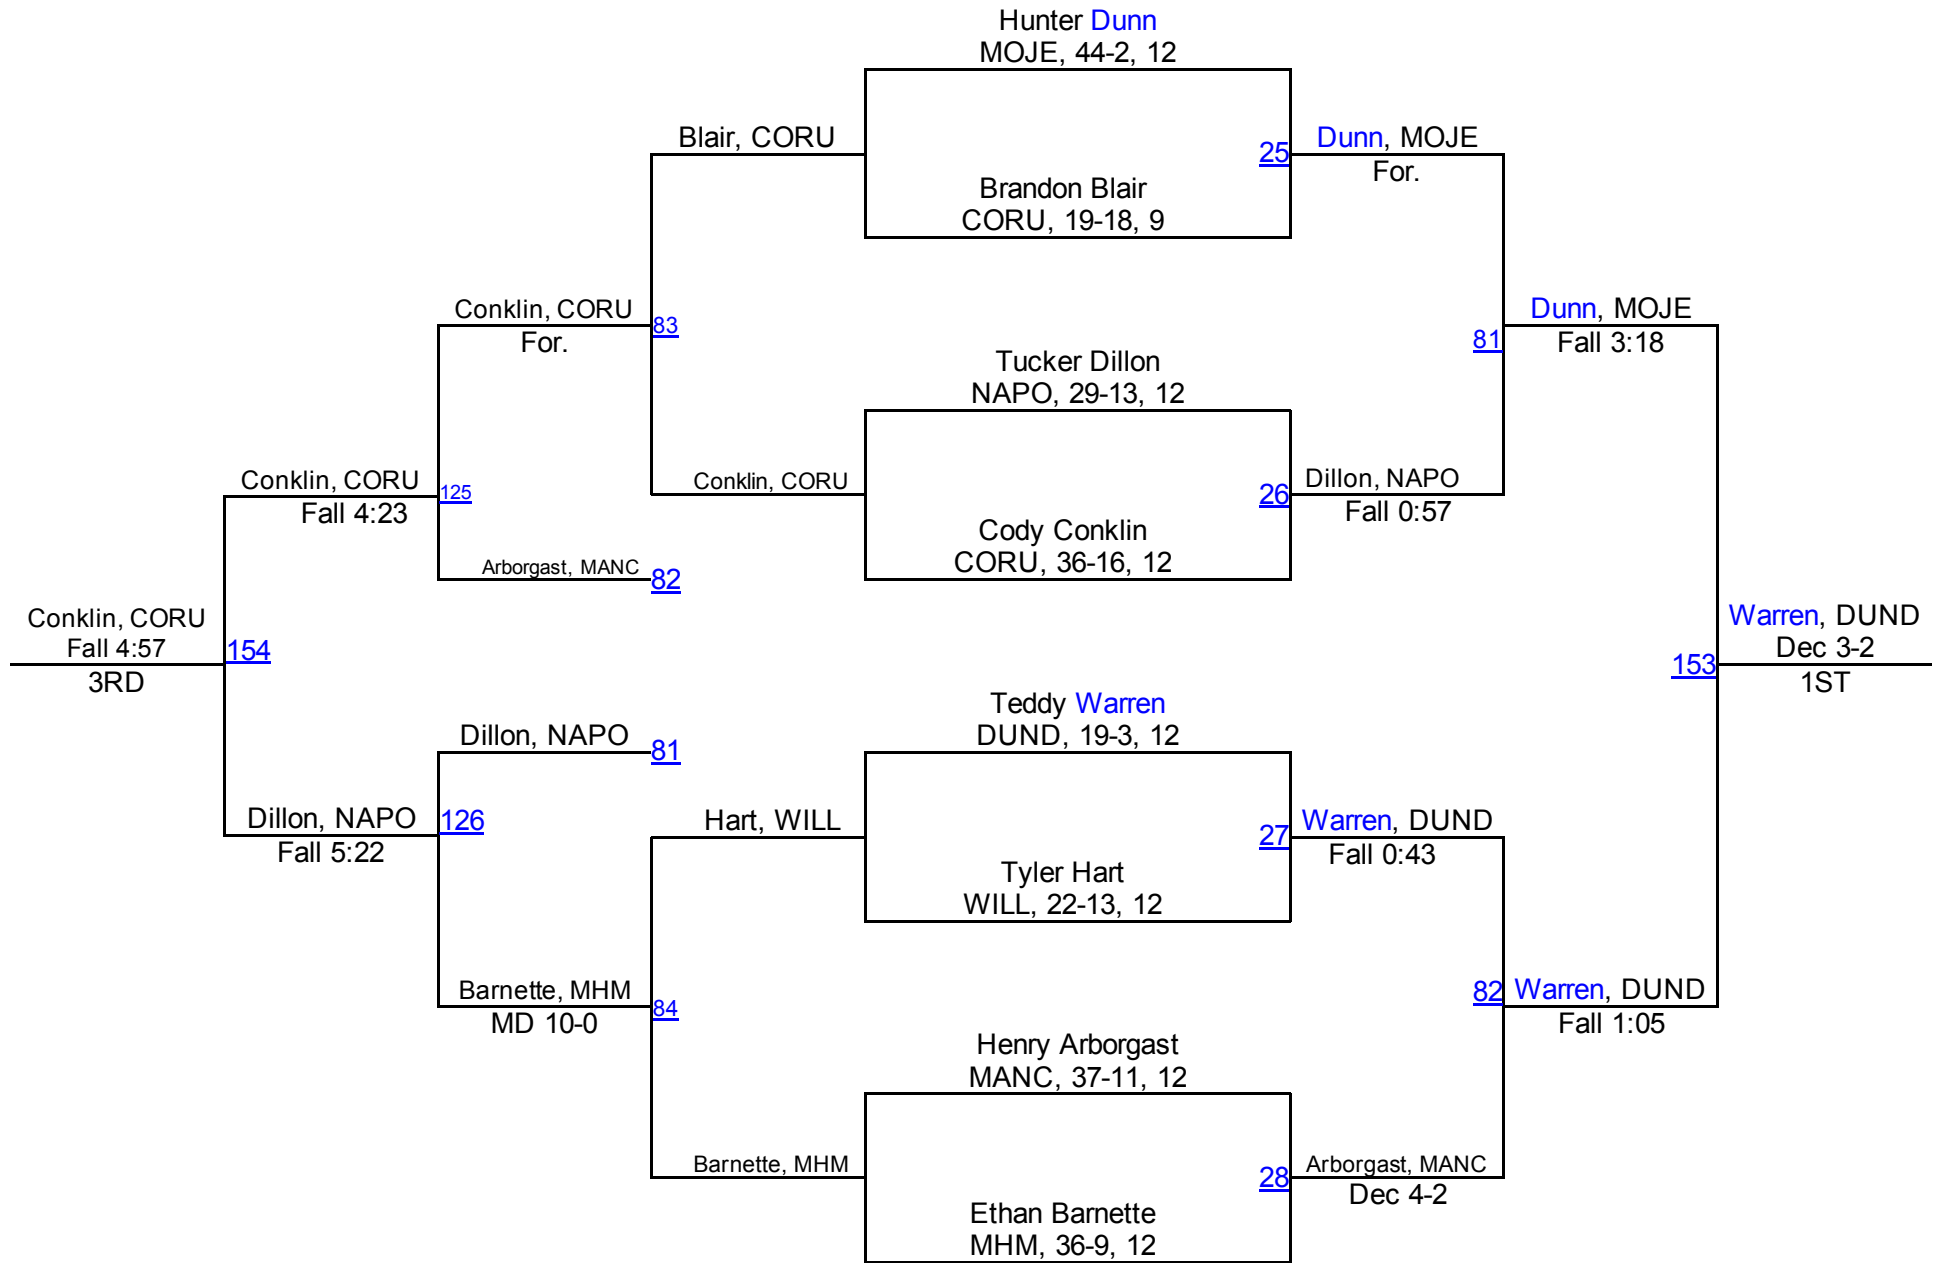 Hunter Dunn
MOJE, 44-2, 12
Blair, CORU
25
Dunn, MOJE
For.
Brandon Blair
CORU, 19-18, 9
Conklin, CORU
For.
83
Dunn, MOJE
Fall 3:18
81
Tucker Dillon
NAPO, 29-13, 12
Conklin, CORU
Fall 4:23
125
Conklin, CORU
26
Dillon, NAPO
Fall 0:57
Cody Conklin
CORU, 36-16, 12
Arborgast, MANC
82
Conklin, CORU
Fall 4:57
3RD
154
153
Warren, DUND
Dec 3-2
1ST
Teddy Warren
DUND, 19-3, 12
Dillon, NAPO
81
Dillon, NAPO
Fall 5:22
126
Hart, WILL
27
Warren, DUND
Fall 0:43
Tyler Hart
WILL, 22-13, 12
Barnette, MHM
MD 10-0
84
82
Warren, DUND
Fall 1:05
Henry Arborgast
MANC, 37-11, 12
Barnette, MHM
28
Arborgast, MANC
Dec 4-2
Ethan Barnette
MHM, 36-9, 12